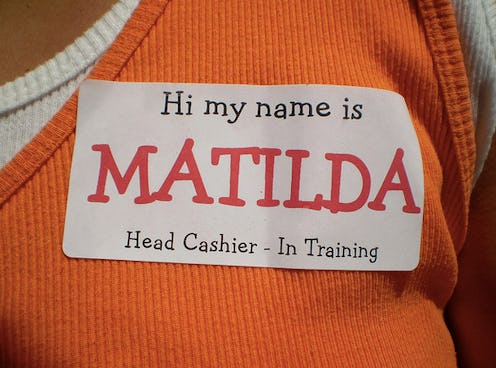 Hi my name is
MATILDA
Head Cashier - In Training